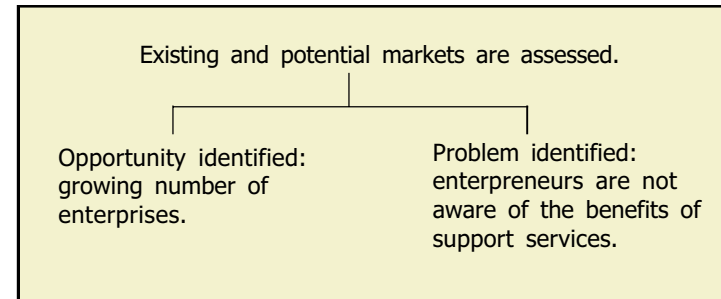 Existing and potential markets are assessed.
Opportunity identified:
growing number of
enterprises.
Problem identified:
enterpreneurs are not
aware of the benefits of
support services.